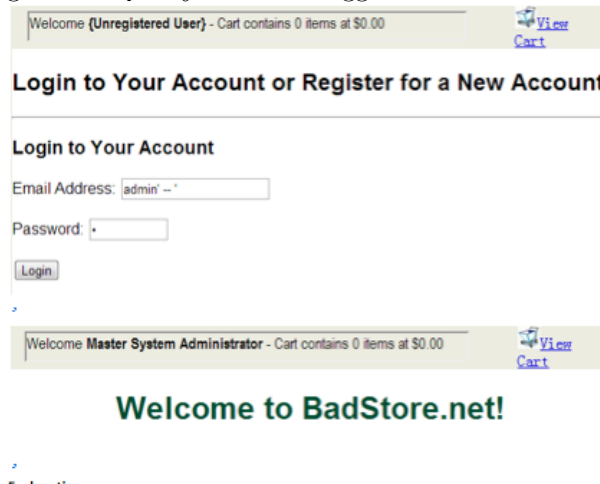 Welcome {Unregistered User} - Cart contains 0 items at $0.00 View
Cart
Login to Your Account or Register for a New Account
Login to Your Account
Email Address: admin' -- '
Password: •
Login
Welcome Master System Administrator - Cart contains 0 items at $0.00 View
Cart
Welcome to BadStore.net!